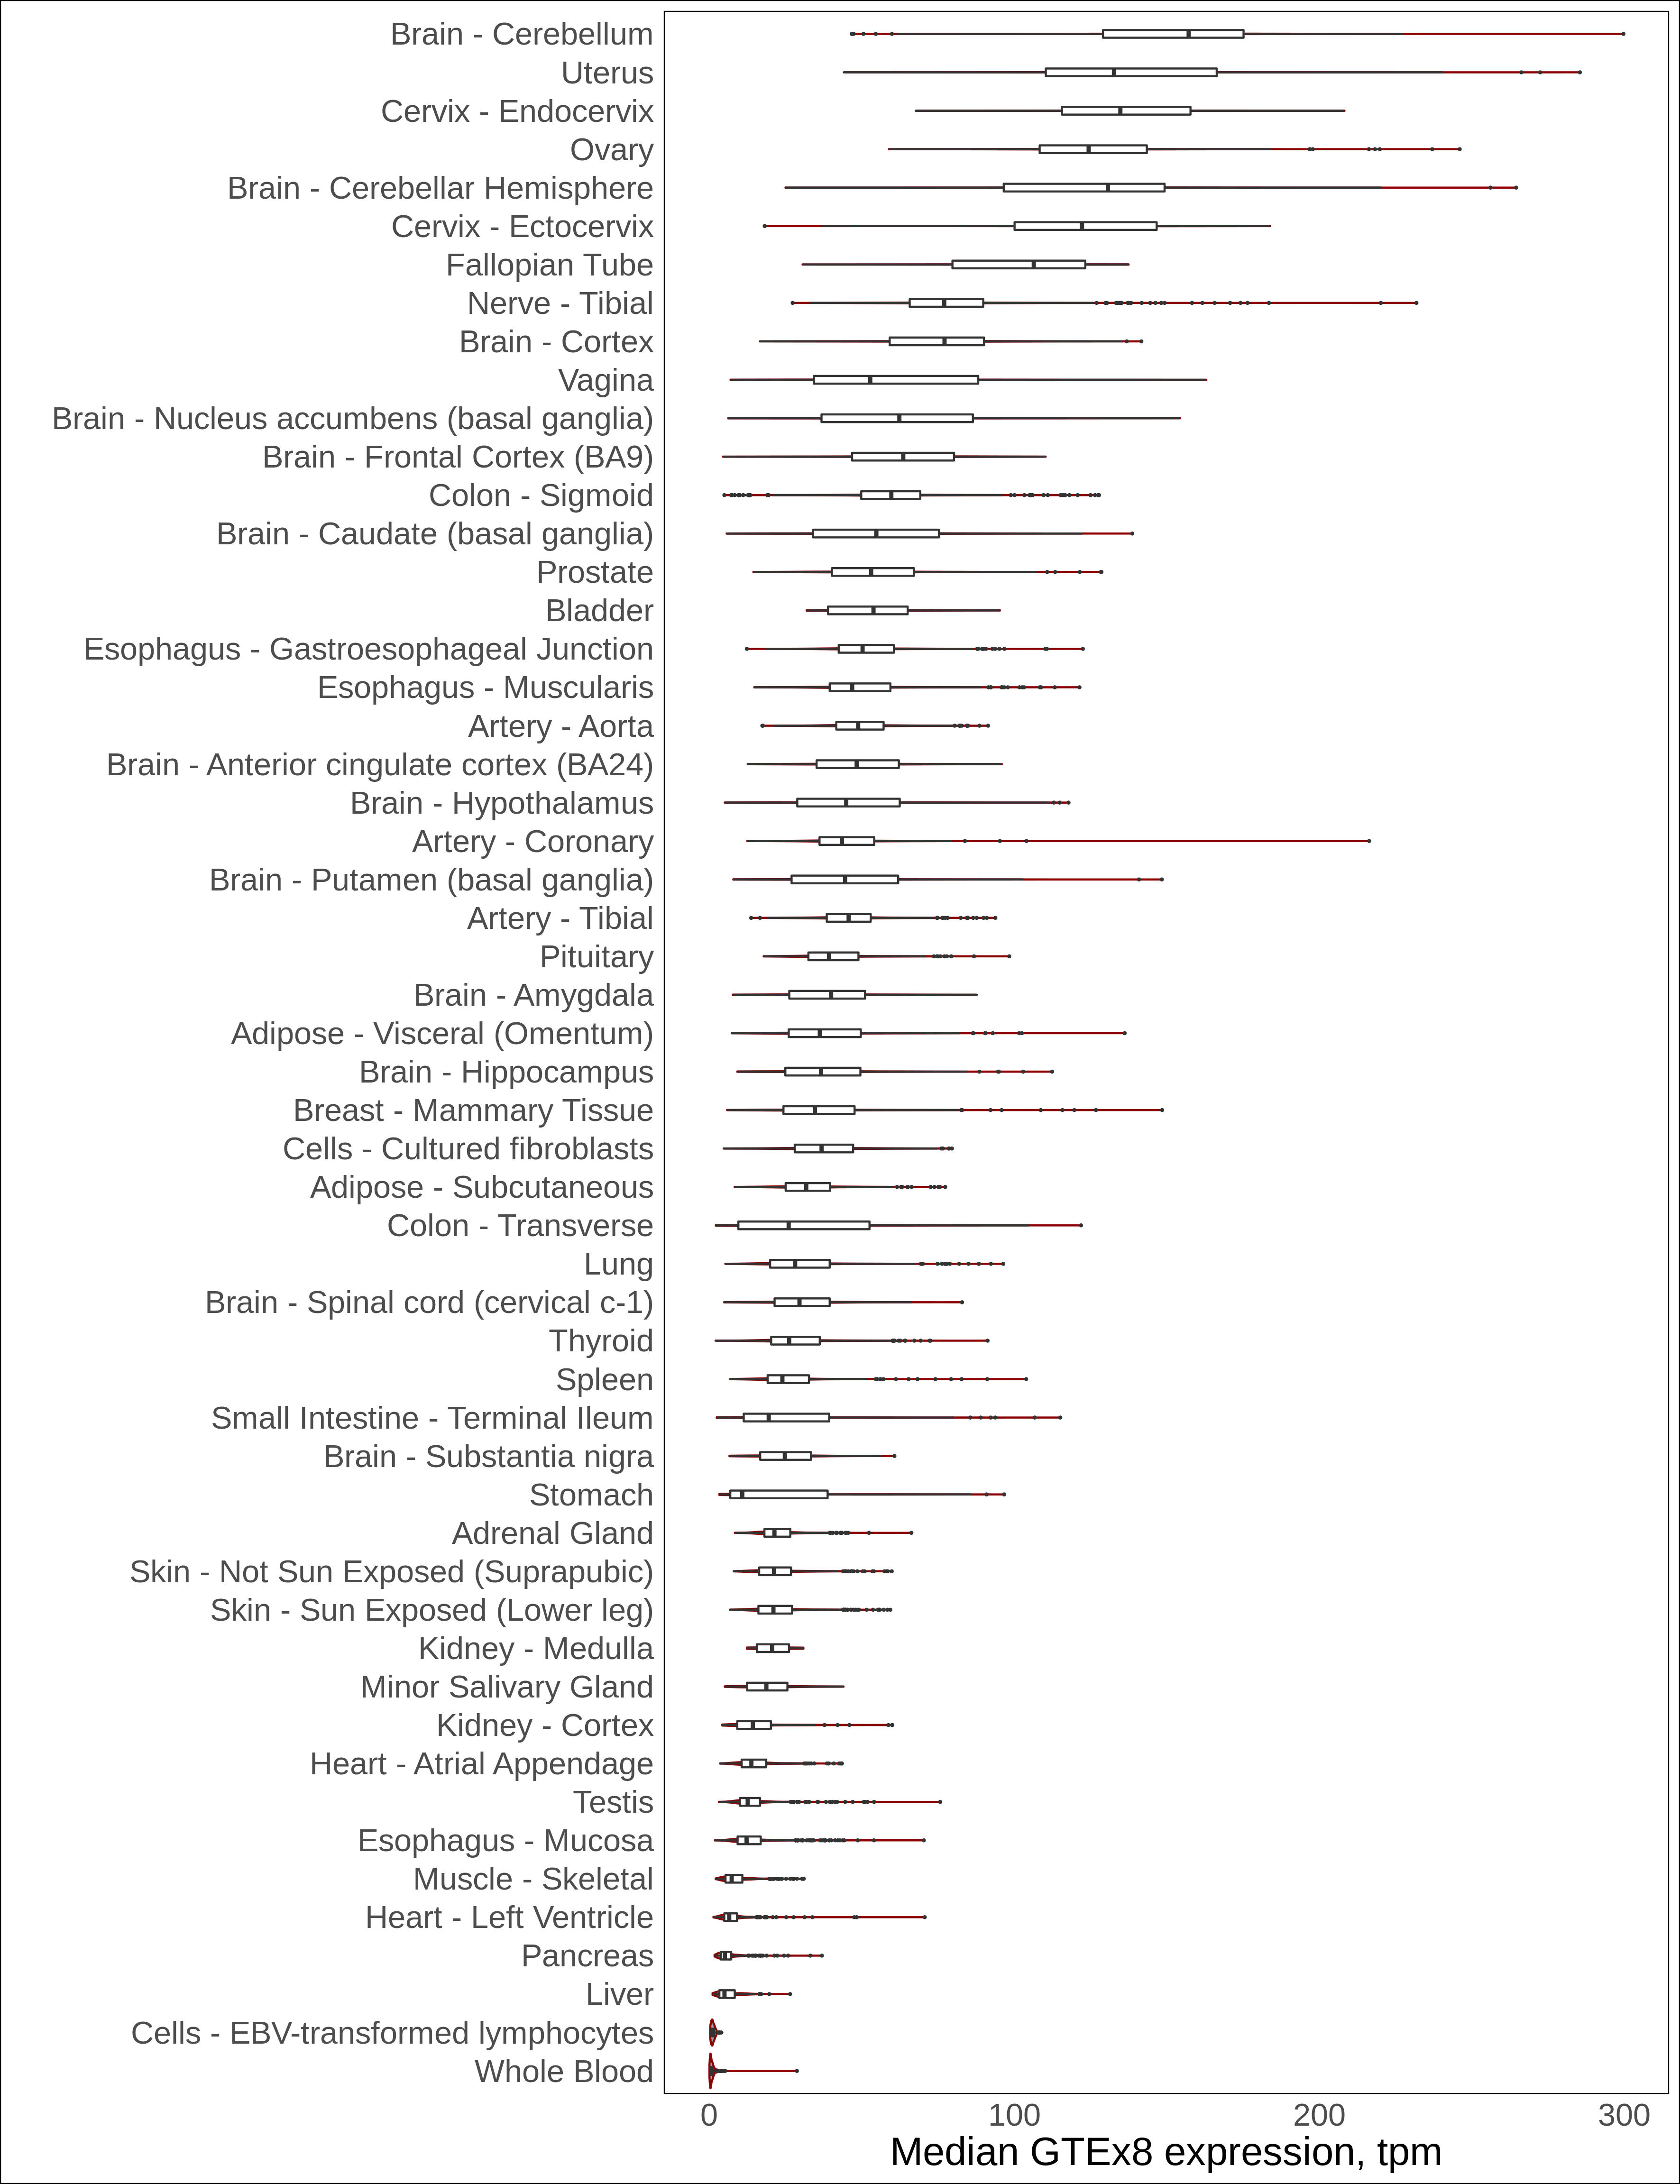 Brain - Cerebellum
Uterus
Cervix - Endocervix
Ovary
Brain - Cerebellar Hemisphere
Cervix - Ectocervix
Fallopian Tube
Nerve - Tibial
Brain - Cortex
Vagina
Brain - Nucleus accumbens (basal ganglia)
Brain - Frontal Cortex (BA9)
Colon - Sigmoid
Brain - Caudate (basal ganglia)
Prostate
Bladder
Esophagus - Gastroesophageal Junction
Esophagus - Muscularis
Artery - Aorta
Brain - Anterior cingulate cortex (BA24)
Brain - Hypothalamus
Artery - Coronary
Brain - Putamen (basal ganglia)
Artery - Tibial
Pituitary
Brain - Amygdala
Adipose - Visceral (Omentum)
Brain - Hippocampus
Breast - Mammary Tissue
Cells - Cultured fibroblasts
Adipose - Subcutaneous
Colon - Transverse
Lung
Brain - Spinal cord (cervical c-1)
Thyroid
Spleen
Small Intestine - Terminal Ileum
Brain - Substantia nigra
Stomach
Adrenal Gland
Skin - Not Sun Exposed (Suprapubic)
Skin - Sun Exposed (Lower leg)
Kidney - Medulla
Minor Salivary Gland
Kidney - Cortex
Heart - Atrial Appendage
Testis
Esophagus - Mucosa
Muscle - Skeletal
Heart - Left Ventricle
Pancreas
Liver
Cells - EBV-transformed lymphocytes
Whole Blood
0 100 200 300
Median GTEx8 expression, tpm